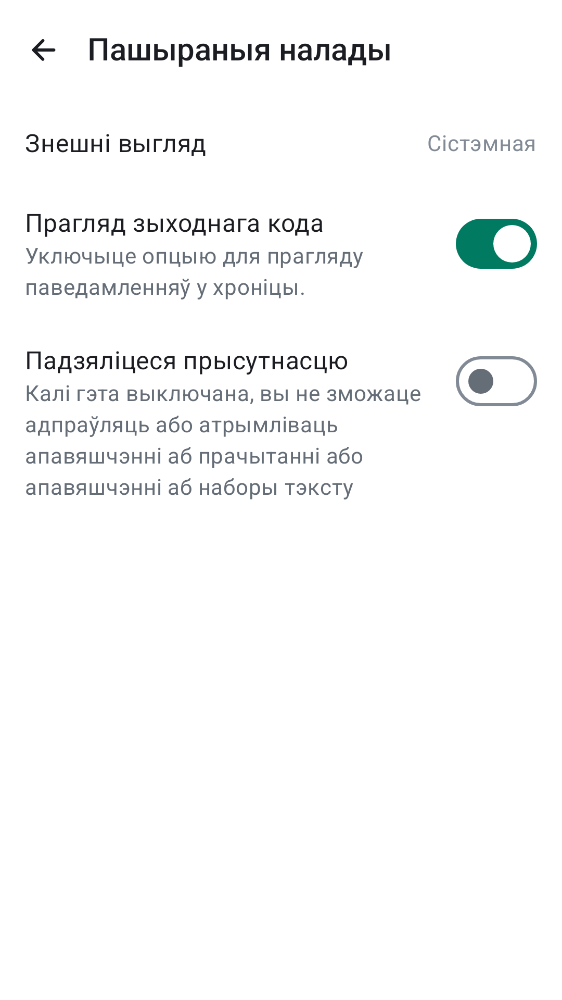 Пашыраныя налады
Знешні выгляд
Сістэмная
Прагляд зыходнага кода
Уключыце опцыю для прагляду
паведамленняў у хроніцы.
Падзяліцеся прысутнасцю
Калі гэта выключана, вы не зможаце
адпраўляць або атрымліваць
апавяшчэнні аб прачытанні або
апавяшчэнні аб наборы тэксту